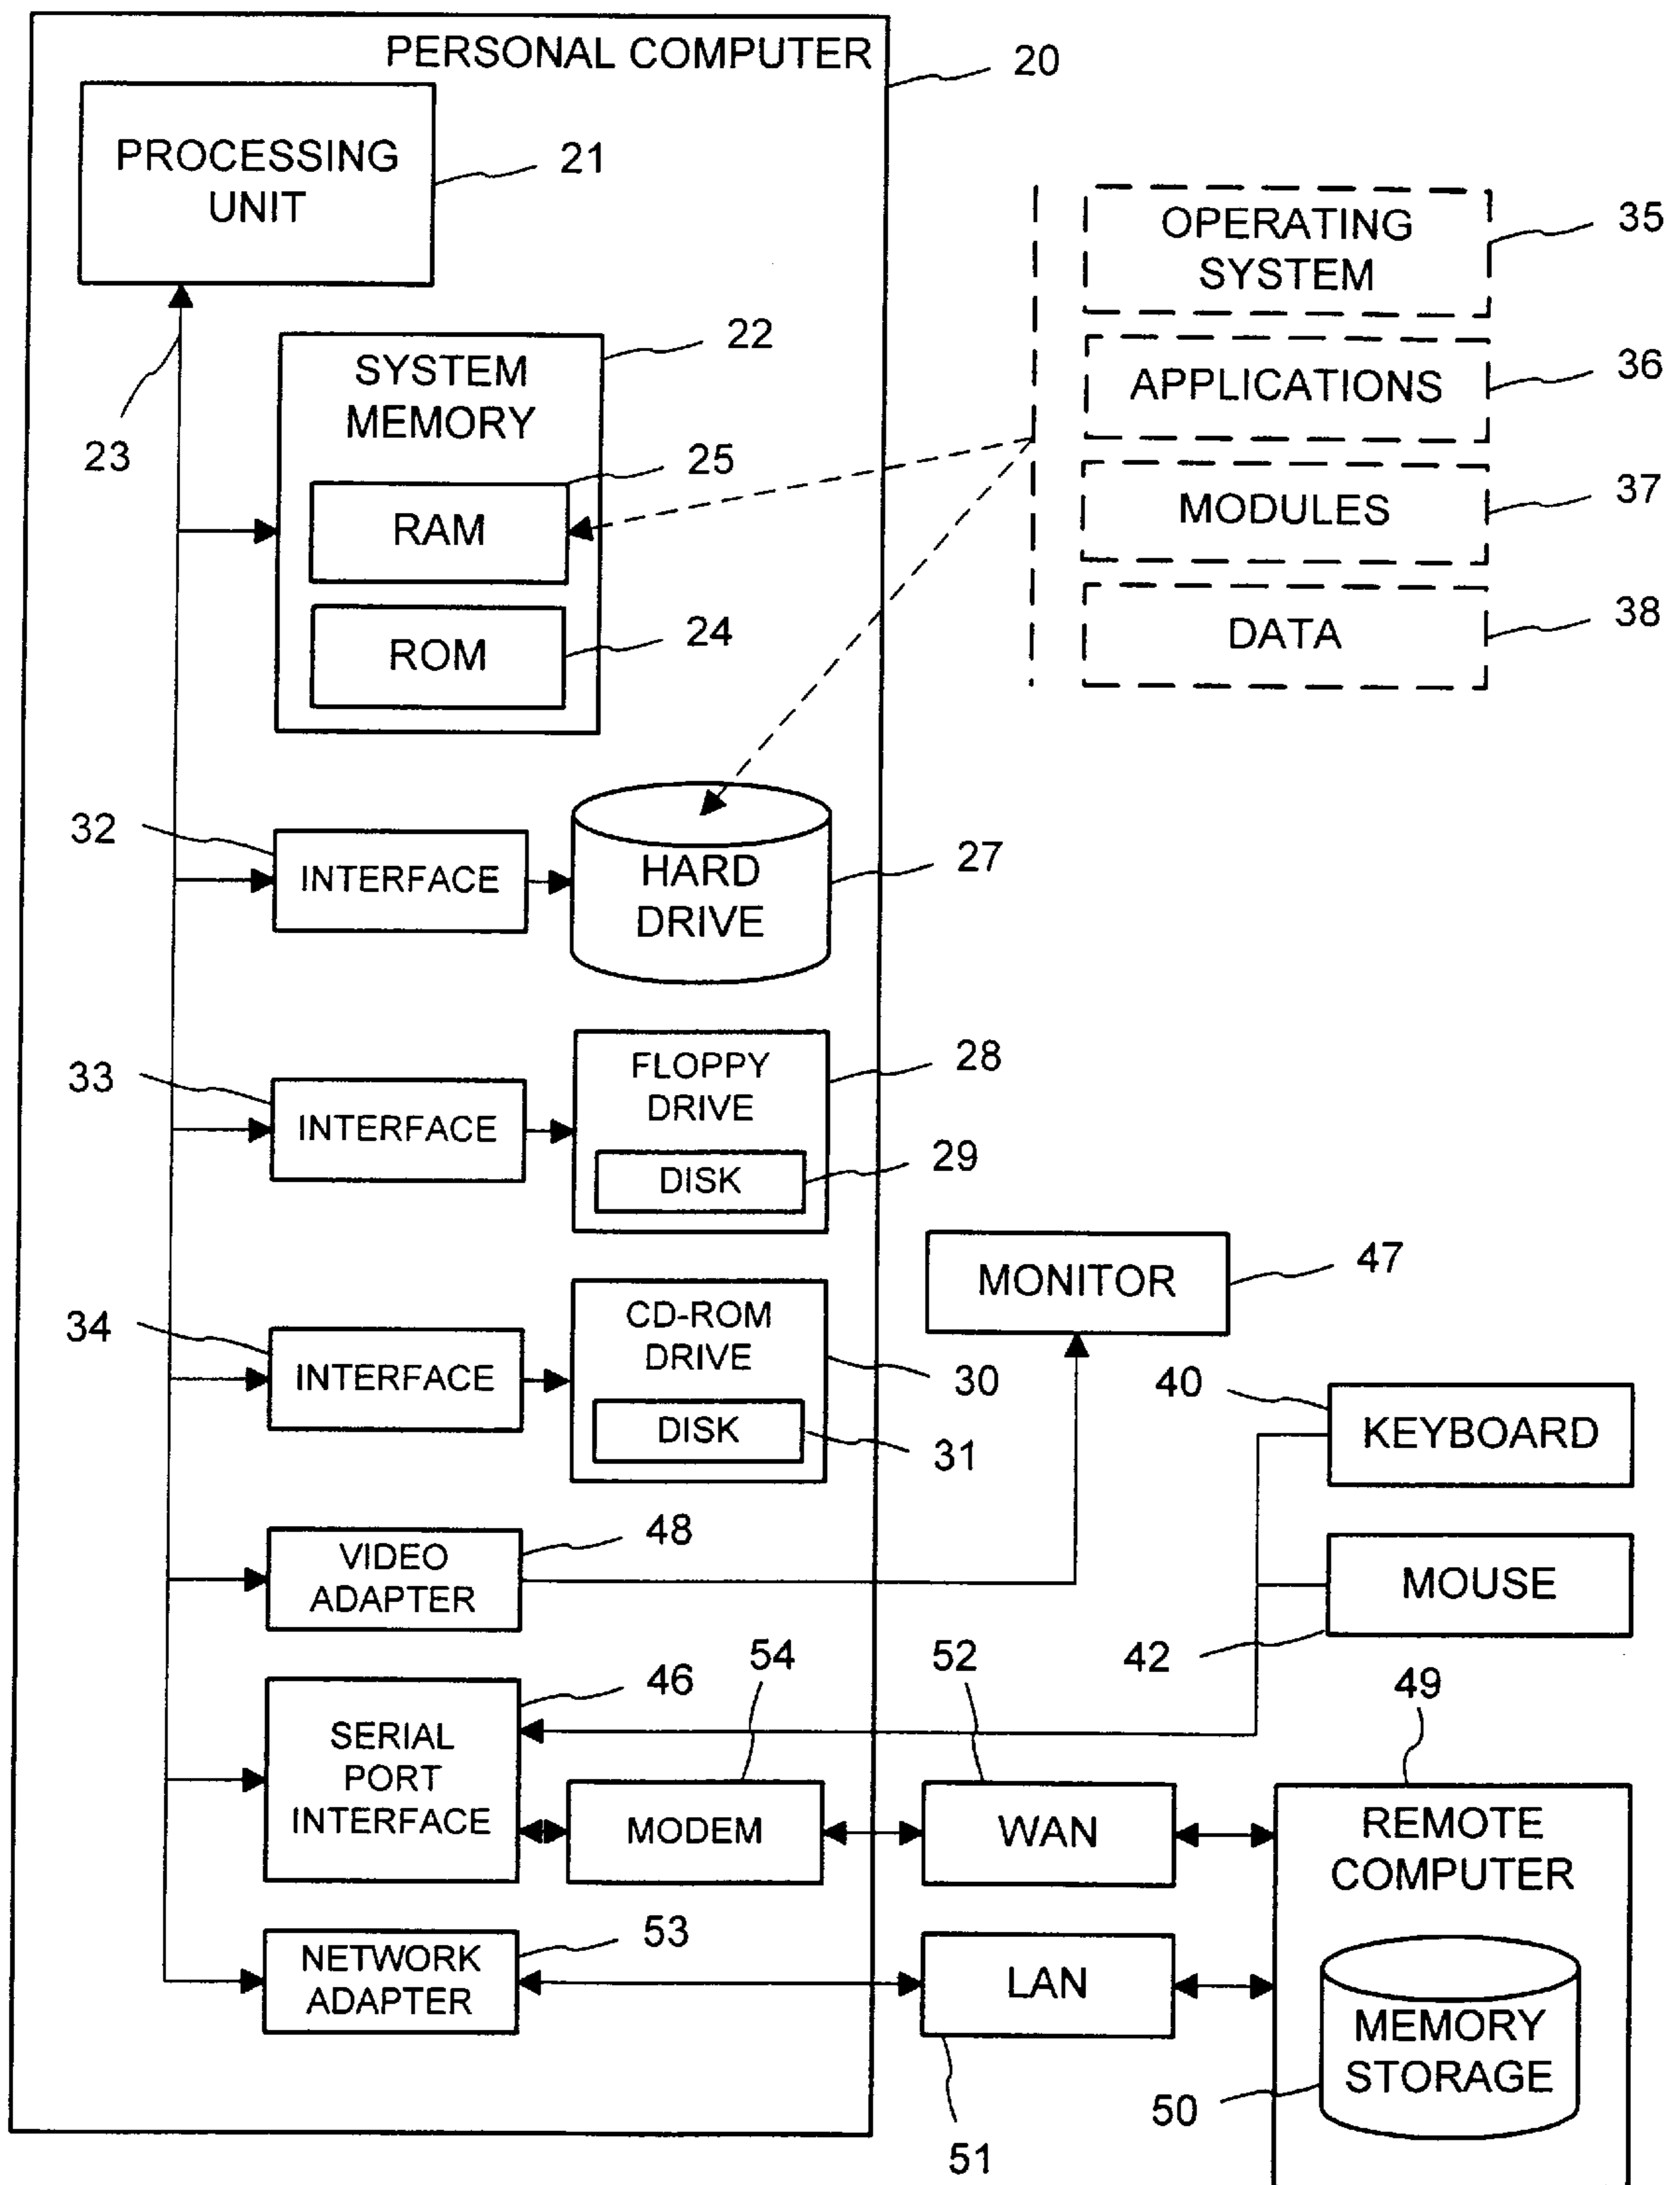 PERSONAL COMPUTER
20
PROCESSING
UNIT
21
23
SYSTEM
MEMORY
22
RAM
25
ROM
24
OPERATING
SYSTEM
35
APPLICATIONS
36
MODULES
37
DATA
38
32
INTERFACE
HARD
DRIVE
27
33
INTERFACE
FLOPPY
DRIVE
28
DISK
29
34
INTERFACE
CD-ROM
DRIVE
30
DISK
31
MONITOR
47
40
KEYBOARD
MOUSE
42
VIDEO
ADAPTER
48
SERIAL
PORT
INTERFACE
46
54
MODEM
52
WAN
49
REMOTE
COMPUTER
NETWORK
ADAPTER
53
LAN
51
MEMORY
STORAGE
50